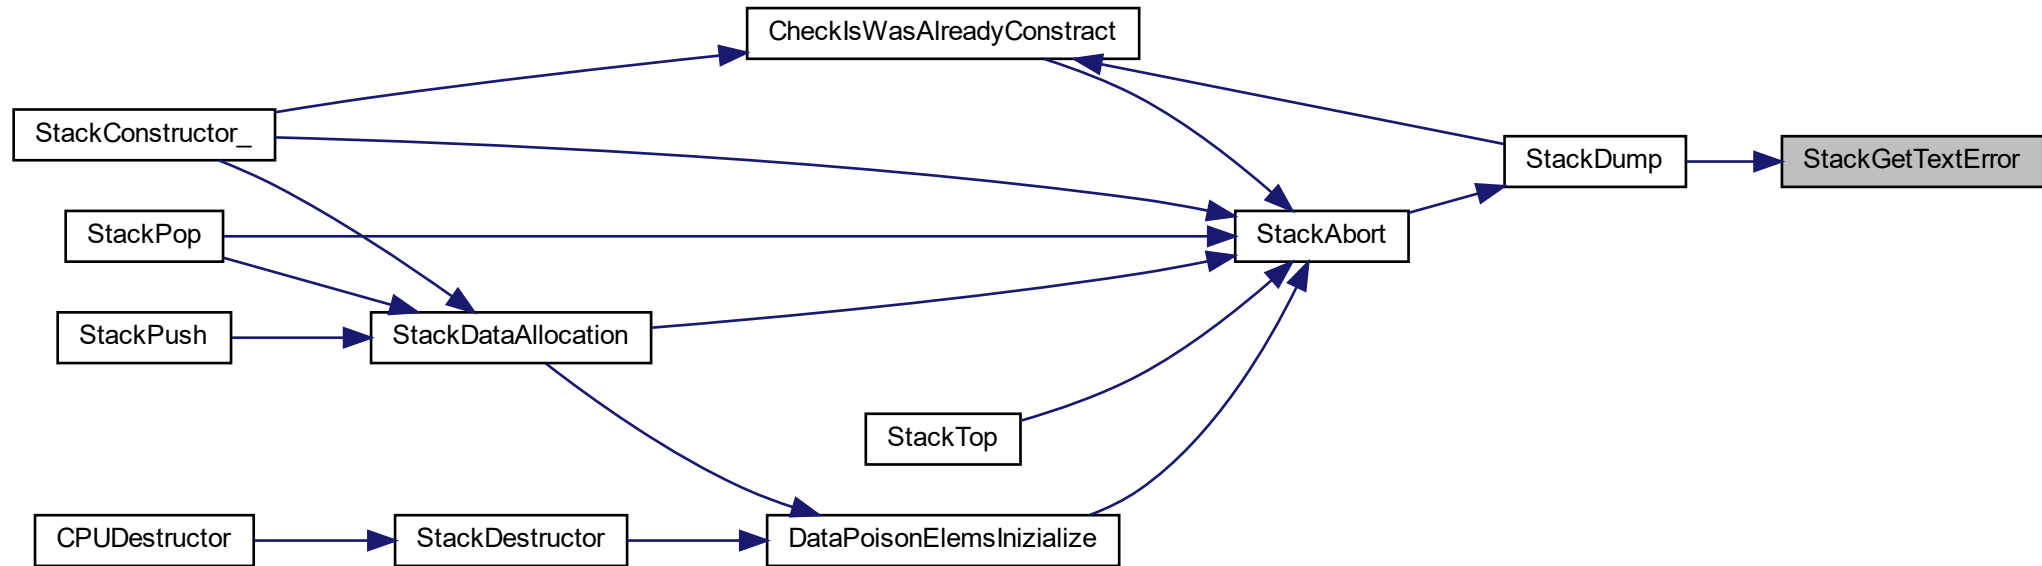 CheckIsWasAlreadyConstract
StackConstructor_
StackDump
StackGetTextError
StackPop
StackAbort
StackPush
StackDataAllocation
StackTop
CPUDestructor
StackDestructor
DataPoisonElemsInizialize